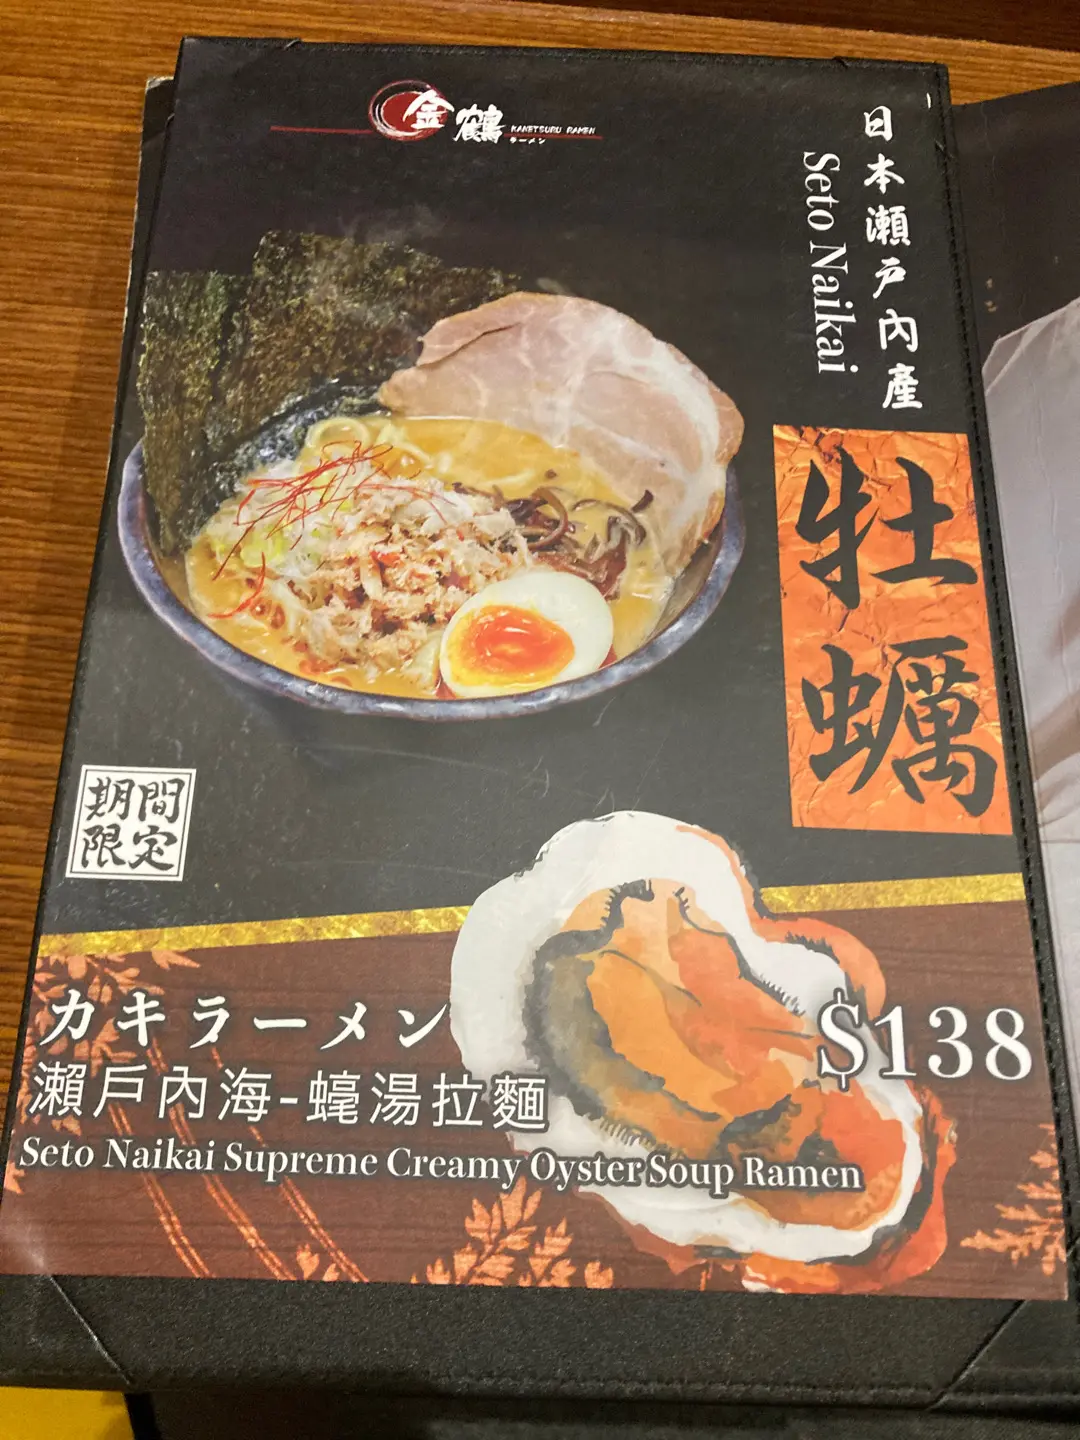 金鶴
KANETSURU RAMEN
ラーメン
日本瀨戶內產
Seto Naikai
牡蠣
期間
限定
カキラーメン
$138
瀨戶內海-蠔湯拉麵
Seto Naikai Supreme Creamy Oyster Soup Ramen